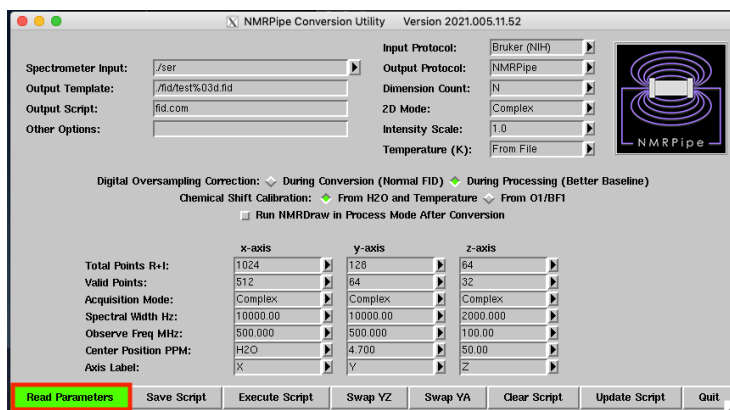 X NMRPipe Conversion Utility Version 2021.005.11.52
Input Protocol: Bruker (NIH)
Spectrometer Input: ./ser Output Protocol: NMRPipe
Output Template: ./fid/test%03d.fid Dimension Count: N
Output Script: fid.com 2D Mode: Complex
Other Options: Intensity Scale: 1.0
Temperature (K): From File
NMRPipe
Digital Oversampling Correction: During Conversion (Normal FID) During Processing (Better Baseline)
Chemical Shift Calibration: From H2O and Temperature From O1/BF1
Run NMRDraw in Process Mode After Conversion
x-axis y-axis z-axis
Total Points R+I: 1024 128 64
Valid Points: 512 64 32
Acquisition Mode: Complex Complex Complex
Spectral Width Hz: 10000.00 10000.00 2000.000
Observe Freq MHz: 500.000 500.000 100.00
Center Position PPM: H2O 4.700 50.00
Axis Label: X Y Z
Read Parameters Save Script Execute Script Swap YZ Swap YA Clear Script Update Script Quit